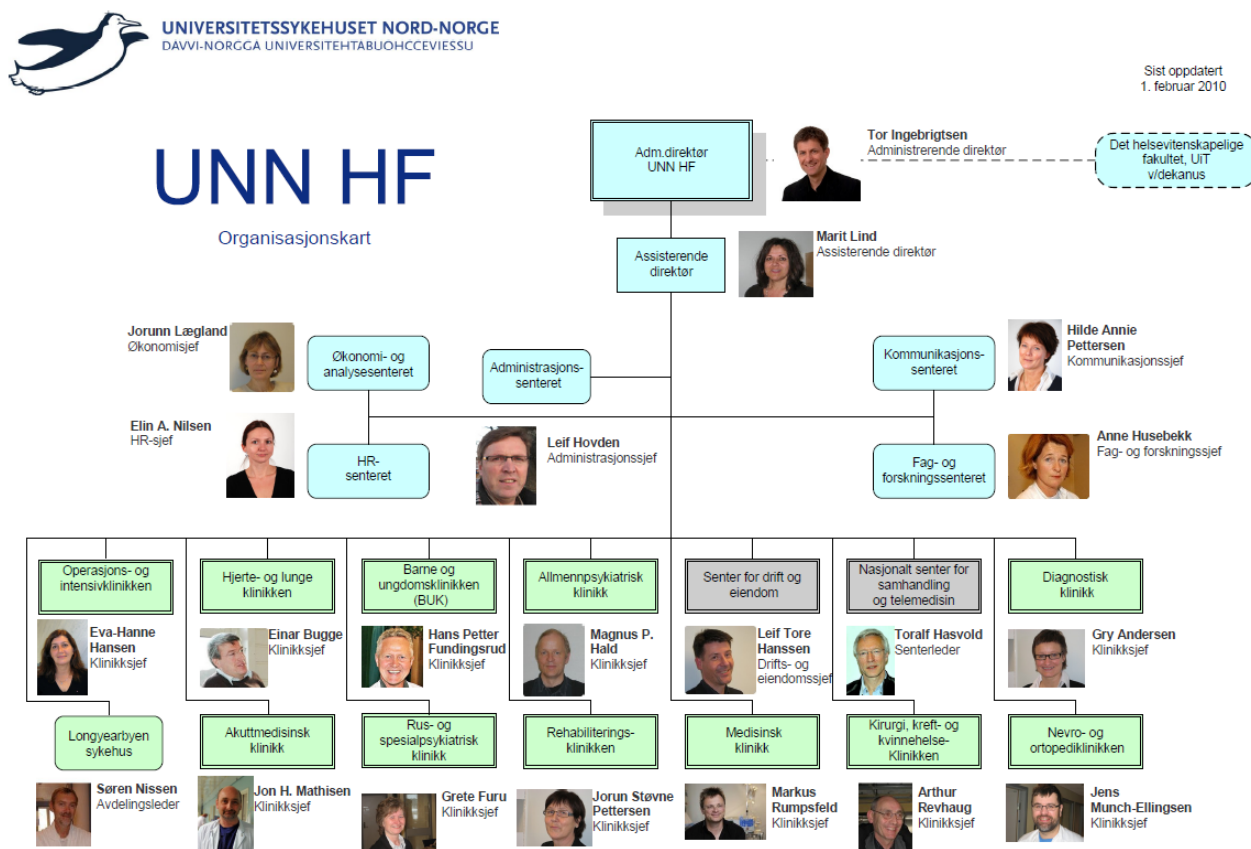 UNIVERSITETSSYKEHUSET NORD-NORGE
DAVVI-NORGGA UNIVERSITEHTABUOHCCEVIESSU
Sist oppdatert
1. februar 2010
UNN HF
Organisasjonskart
Adm.direktør
UNN HF
Tor Ingebrigtsen
Administrerende direktør
Det helsevitenskapelige
fakultet, UiT
v/dekanus
Assisterende
direktør
Marit Lind
Assisterende direktør
Jorunn Lægland
Økonomisjef
Økonomi- og
analysesenteret
Administrasjons-
senteret
Kommunikasjons-
senteret
Hilde Annie
Pettersen
Kommunikasjonssjef
Elin A. Nilsen
HR-sjef
HR-
senteret
Leif Hovden
Administrasjonssjef
Fag- og
forskningssenteret
Anne Husebekk
Fag- og forskningssjef
Operasjons- og
intensivklinikken
Hjerte- og lunge
klinikken
Barne og
ungdomsklinikken
(BUK)
Allmennpsykiatrisk
klinikk
Senter for drift og
eiendom
Nasjonalt senter for
samhandling
og telemedisin
Diagnostisk
klinikk
Eva-Hanne
Hansen
Klinikksjef
Einar Bugge
Klinikksjef
Hans Petter
Fundingsrud
Klinikksjef
Magnus P.
Hald
Klinikksjef
Leif Tore
Hanssen
Drifts- og
eiendomssjef
Toralf Hasvold
Senterleder
Gry Andersen
Klinikksjef
Longyearbyen
sykehus
Akuttmedisinsk
klinikk
Rus- og
spesialpsykiatrisk
klinikk
Rehabiliterings-
klinikken
Medisinsk
klinikk
Kirurgi, kreft- og
kvinnehelse-
Klinikken
Nevro- og
ortopediklinikken
Søren Nissen
Avdelingsleder
Jon H. Mathisen
Klinikksjef
Grete Furu
Klinikksjef
Jorun Støvne
Pettersen
Klinikksjef
Markus
Rumpsfeld
Klinikksjef
Arthur
Revhaug
Klinikksjef
Jens
Munch-Ellingsen
Klinikksjef